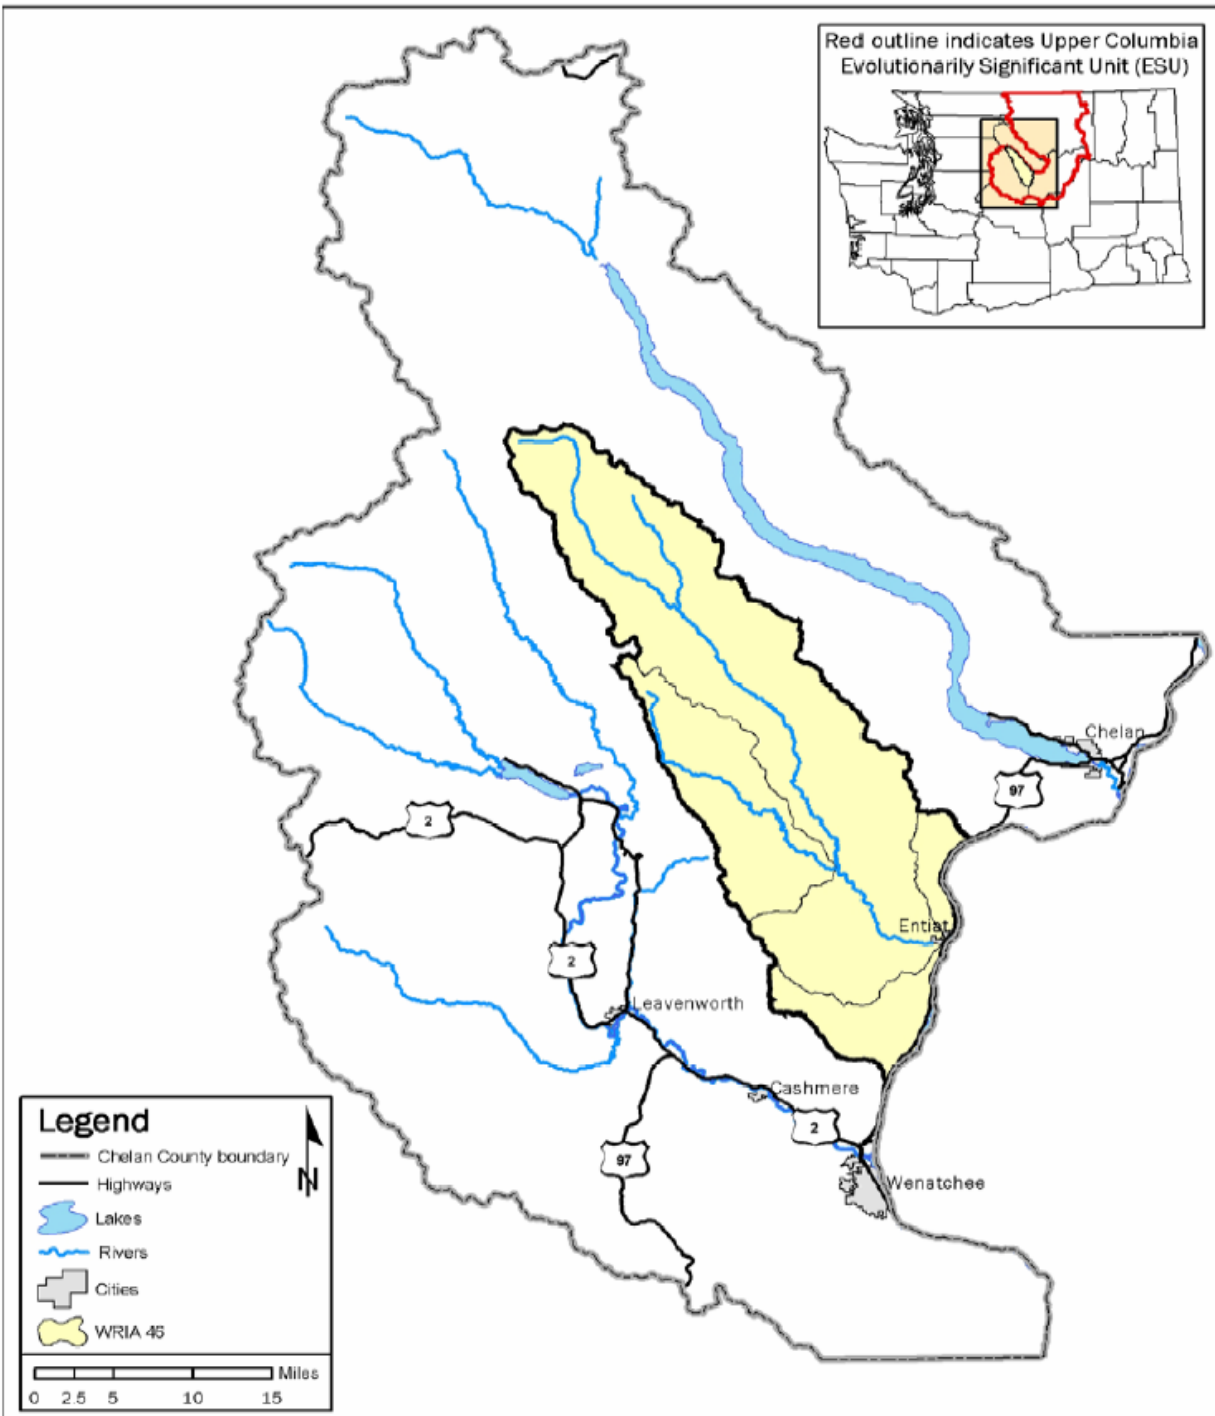 Red outline indicates Upper Columbia
Evolutionarily Significant Unit (ESU)
Chelan
97
2
Entiat
2
Leavenworth
Cashmere
2
97
Wenatchee
Legend
N
Chelan County boundary
Highways
Lakes
Rivers
Cities
WRIA 46
Miles
0 2.5 5 10 15